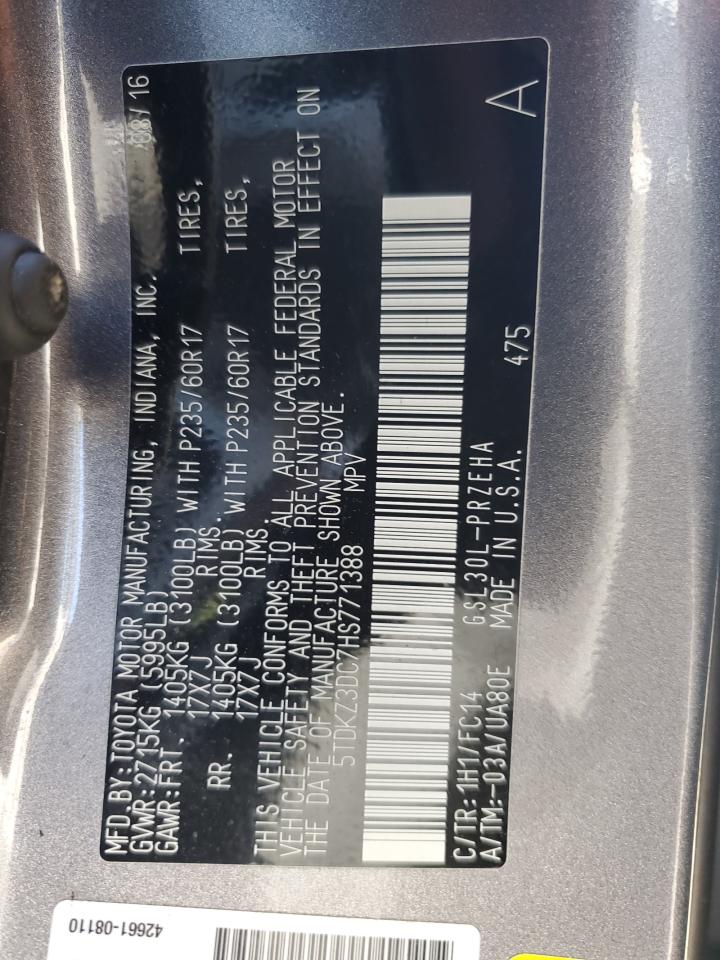 MFD.BY:TOYOTA MOTOR MANUFACTURING, INDIANA, INC. 08/16
GVWR:2715KG (5995LB)
GAWR:FRT. 1405KG (3100LB) WITH P235/60R17 TIRES,
17X7J RIMS.
RR. 1405KG (3100LB) WITH P235/60R17 TIRES,
17X7J RIMS.
THIS VEHICLE CONFORMS TO ALL APPLICABLE FEDERAL MOTOR
VEHICLE SAFETY AND THEFT PREVENTION STANDARDS IN EFFECT ON
THE DATE OF MANUFACTURE SHOWN ABOVE.
5TDKZ3DC7HS771388 MPV
C/TR:1H1/FC14 GSL30L-PRZEHA 475 A
A/TM:-03A/UA80E MADE IN U.S.A.
42661-08110